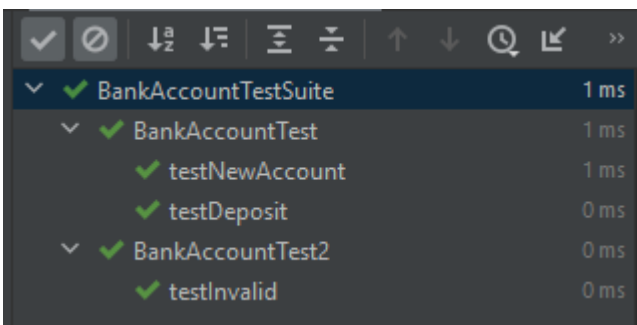 BankAccountTestSuite 1 ms
BankAccountTest 1 ms
testNewAccount 1 ms
testDeposit 0 ms
BankAccountTest2 0 ms
testInvalid 0 ms